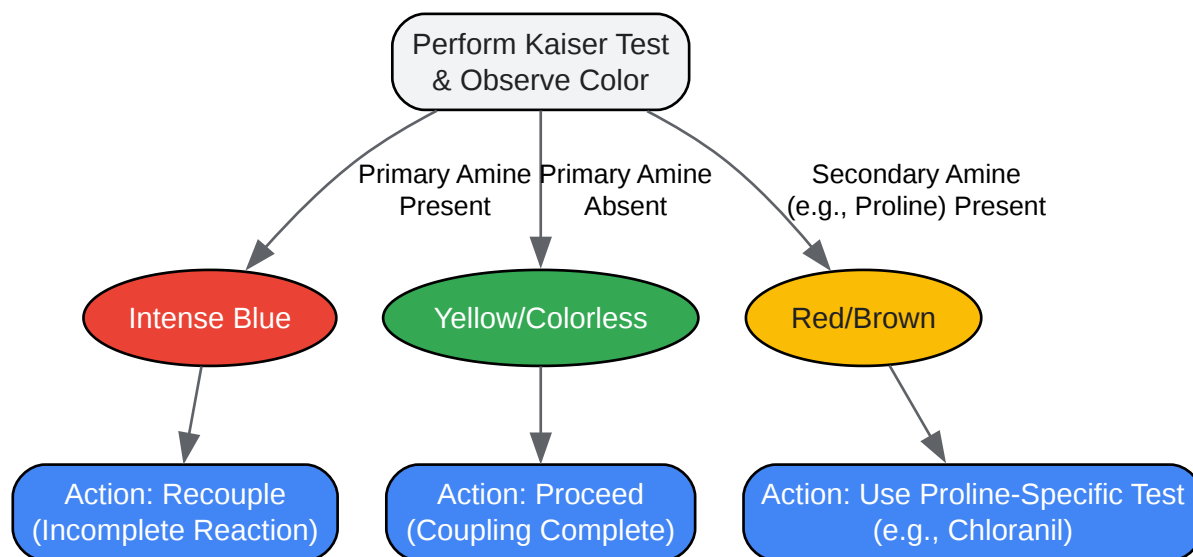 Perform Kaiser Test
& Observe Color
Primary Amine
Present
Primary Amine
Absent
Secondary Amine
(e.g., Proline) Present
Intense Blue
Yellow/Colorless
Red/Brown
Action: Recouple
(Incomplete Reaction)
Action: Proceed
(Coupling Complete)
Action: Use Proline-Specific Test
(e.g., Chloranil)